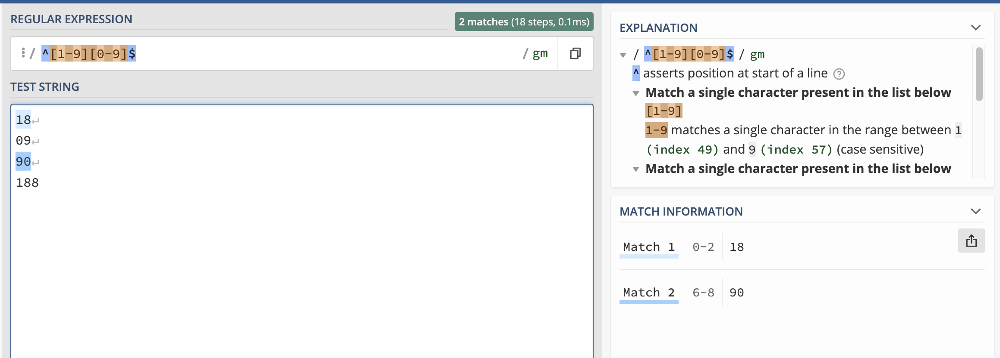 REGULAR EXPRESSION
2 matches (18 steps, 0.1ms)
/ ^[1-9][0-9]$ / gm
TEST STRING
18↵
09↵
90↵
188
EXPLANATION
/ ^[1-9][0-9]$ / gm
^ asserts position at start of a line ?
Match a single character present in the list below
[1-9]
1-9 matches a single character in the range between 1
(index 49) and 9 (index 57) (case sensitive)
Match a single character present in the list below
MATCH INFORMATION
Match 1 0-2 18
Match 2 6-8 90